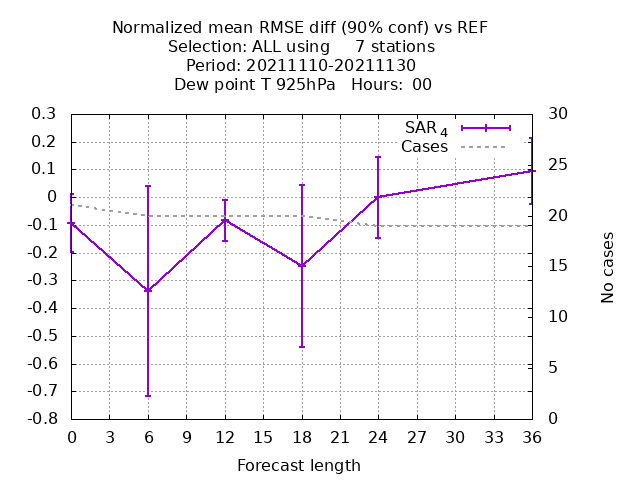 Normalized mean RMSE diff (90% conf) vs REF
Selection: ALL using     7 stations
Period: 20211110-20211130
Dew point T 925hPa   Hours: 00
SAR 4
Cases
0.3
0.2
0.1
0
-0.1
-0.2
-0.3
-0.4
-0.5
-0.6
-0.7
-0.8
30
25
20
15
10
5
0
No cases
0 3 6 9 12 15 18 21 24 27 30 33 36
Forecast length